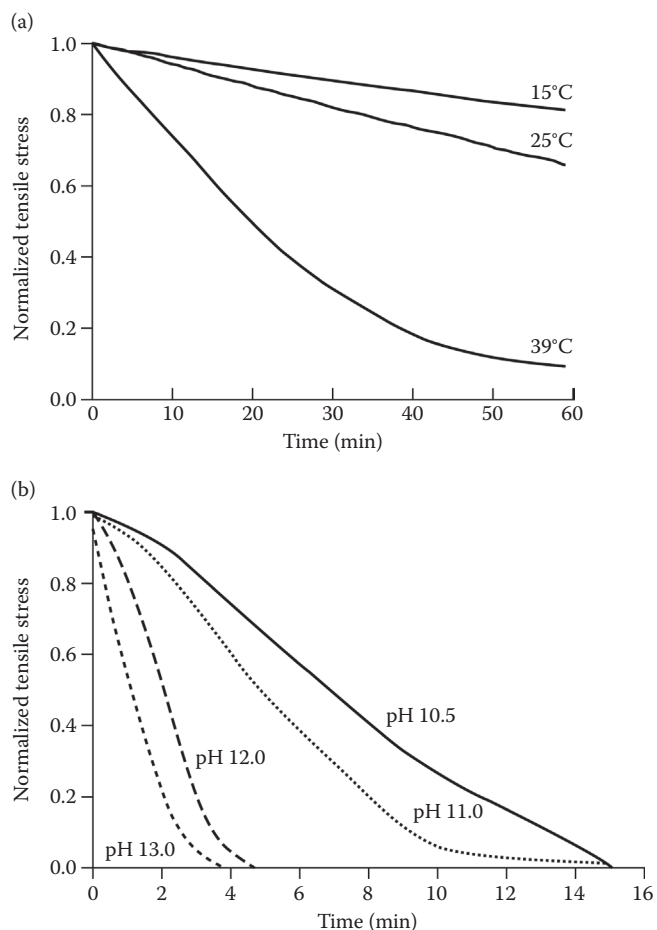 (a)
1.0
0.8
0.6
0.4
0.2
0.0
Normalized tensile stress
15°C
25°C
39°C
0 10 20 30 40 50 60
Time (min)
(b)
1.0
0.8
0.6
0.4
0.2
0.0
Normalized tensile stress
pH 10.5
pH 12.0
pH 11.0
pH 13.0
0 2 4 6 8 10 12 14 16
Time (min)